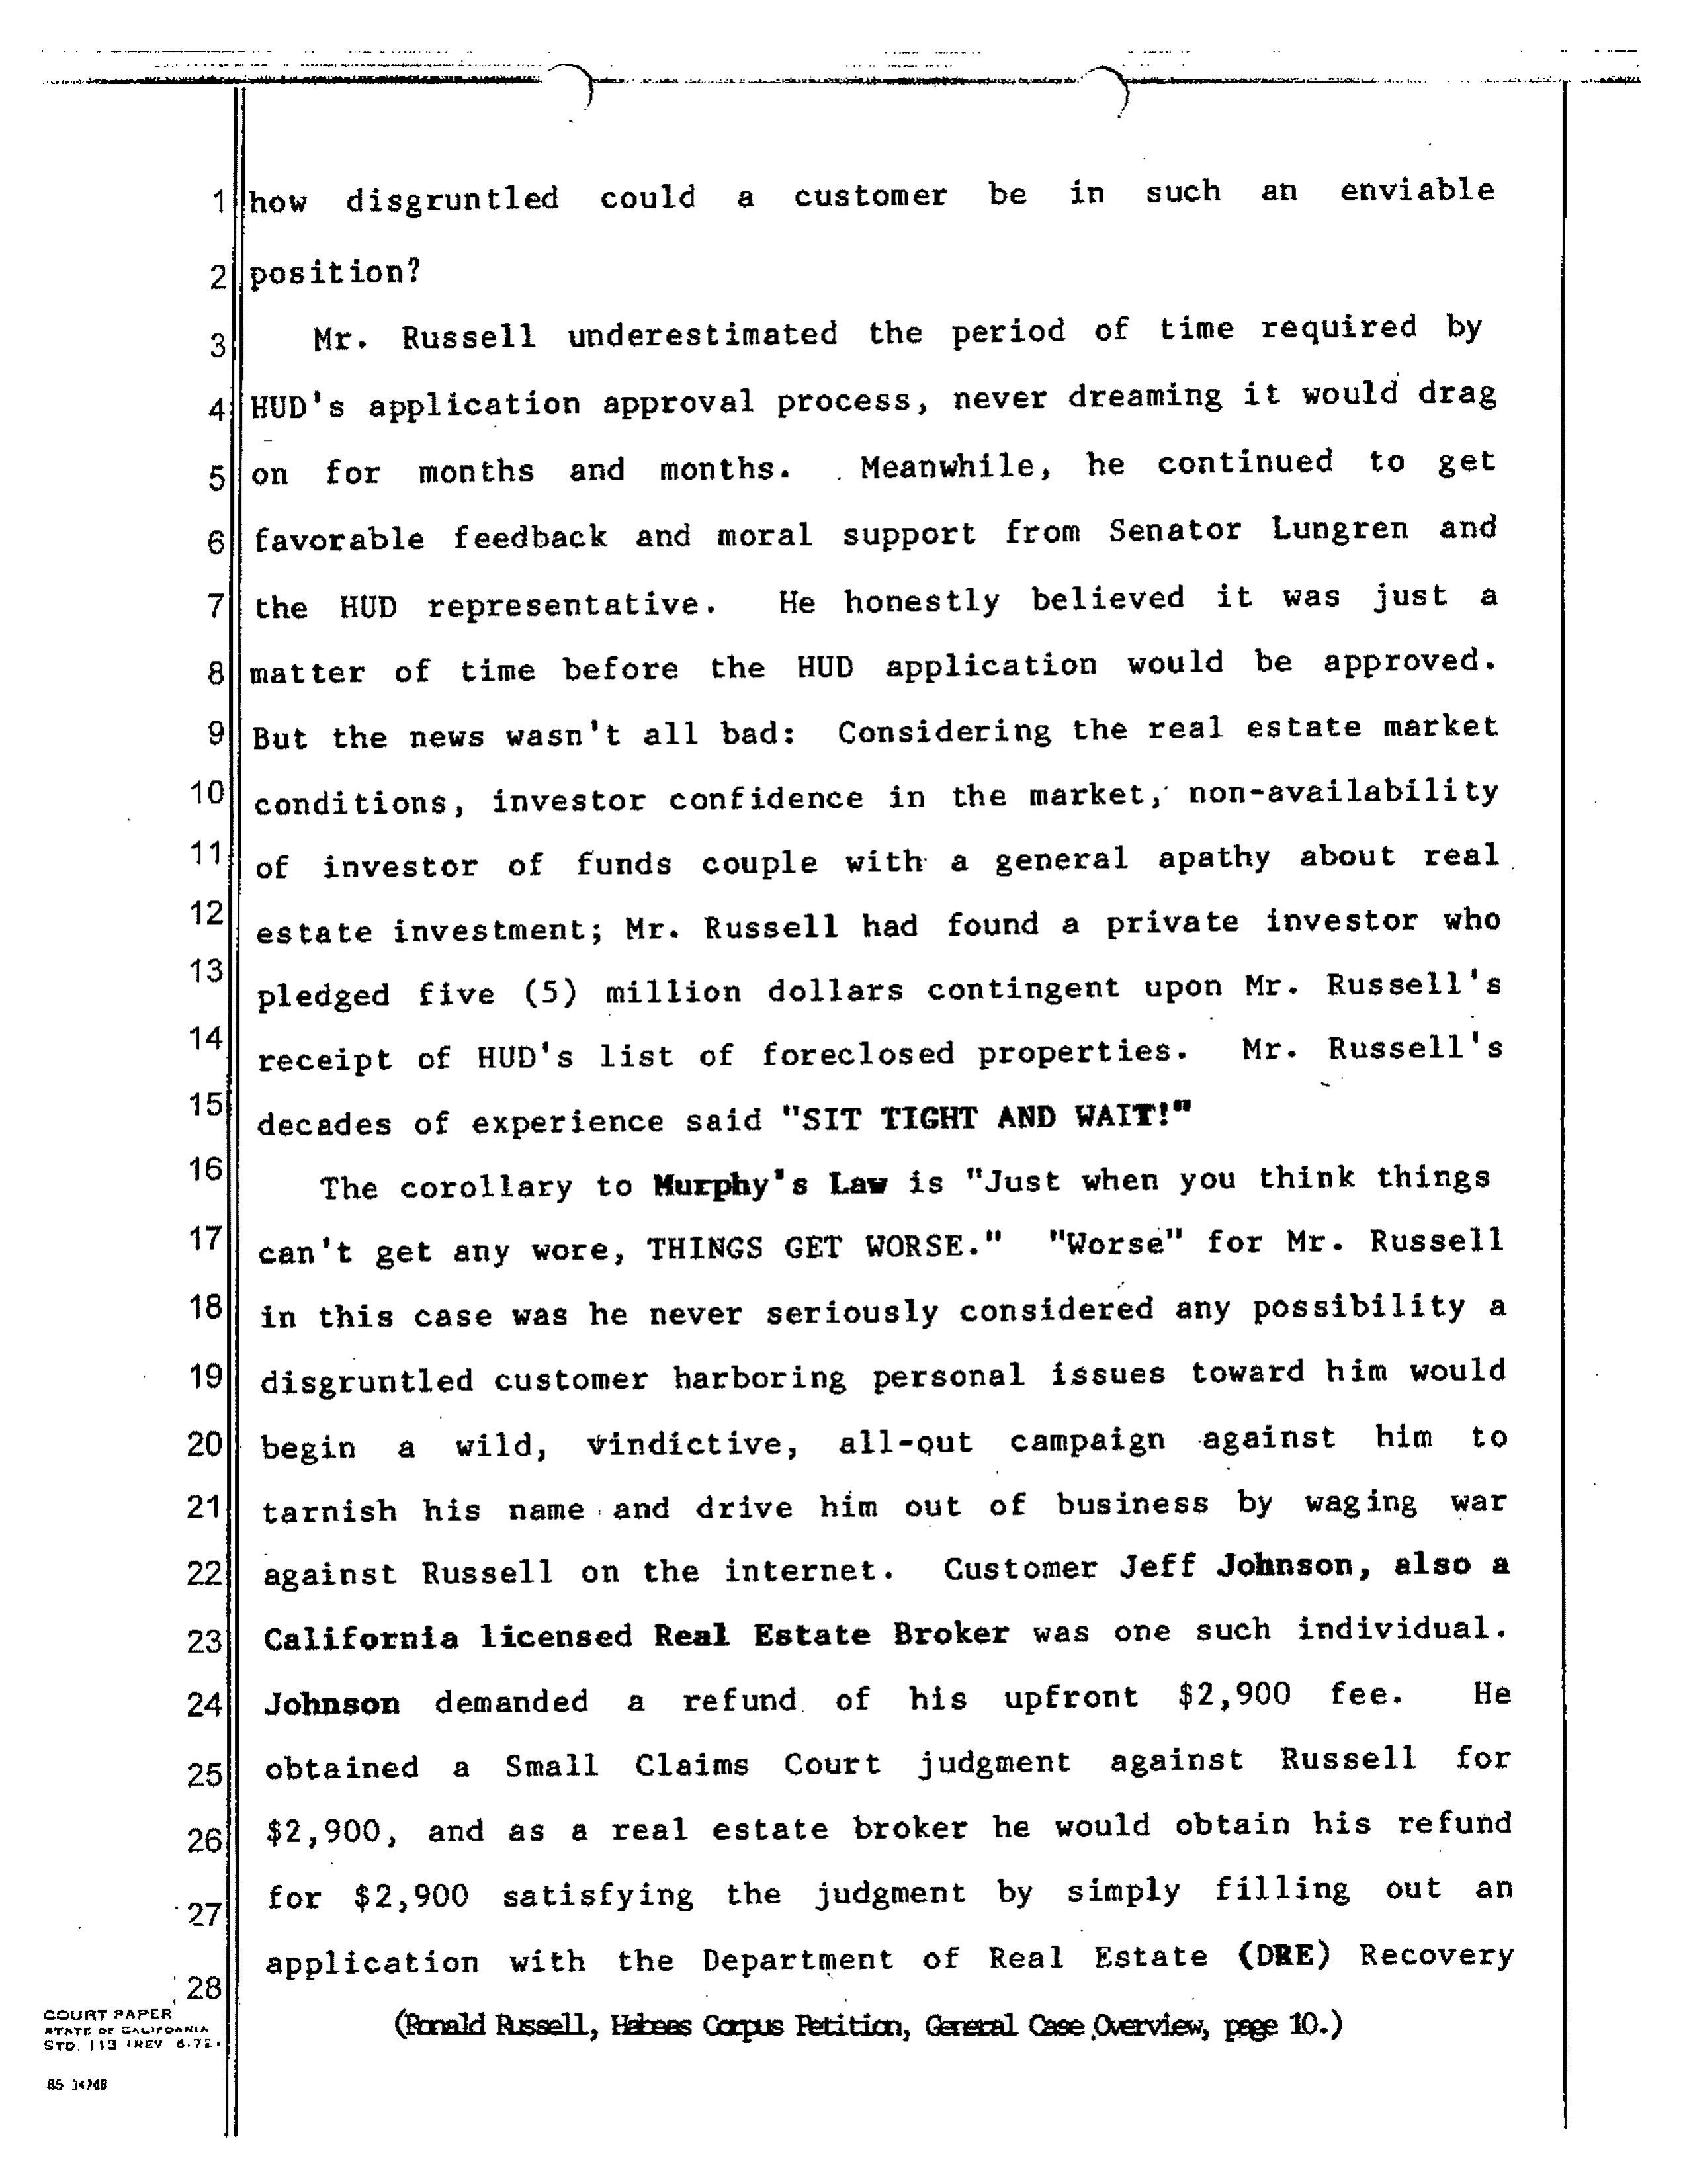 1 how disgruntled could a customer be in such an enviable
2 position?
3 Mr. Russell underestimated the period of time required by
4 HUD's application approval process, never dreaming it would drag
5 on for months and months. Meanwhile, he continued to get
6 favorable feedback and moral support from Senator Lungren and
7 the HUD representative. He honestly believed it was just a
8 matter of time before the HUD application would be approved.
9 But the news wasn't all bad: Considering the real estate market
10 conditions, investor confidence in the market, non-availability
11 of investor of funds couple with a general apathy about real
12 estate investment; Mr. Russell had found a private investor who
13 pledged five (5) million dollars contingent upon Mr. Russell's
14 receipt of HUD's list of foreclosed properties. Mr. Russell's
15 decades of experience said "SIT TIGHT AND WAIT!"
16 The corollary to Murphy's Law is "Just when you think things
17 can't get any wore, THINGS GET WORSE." "Worse" for Mr. Russell
18 in this case was he never seriously considered any possibility a
19 disgruntled customer harboring personal issues toward him would
20 begin a wild, vindictive, all-out campaign against him to
21 tarnish his name and drive him out of business by waging war
22 against Russell on the internet. Customer Jeff Johnson, also a
23 California licensed Real Estate Broker was one such individual.
24 Johnson demanded a refund of his upfront $2,900 fee. He
25 obtained a Small Claims Court judgment against Russell for
26 $2,900, and as a real estate broker he would obtain his refund
27 for $2,900 satisfying the judgment by simply filling out an
28 application with the Department of Real Estate (DRE) Recovery
(Ronald Russell, Habeas Corpus Petition, General Case Overview, page 10.)
COURT PAPER
STATE OF CALIFORNIA
STD. 113 (REV 8.72)
85